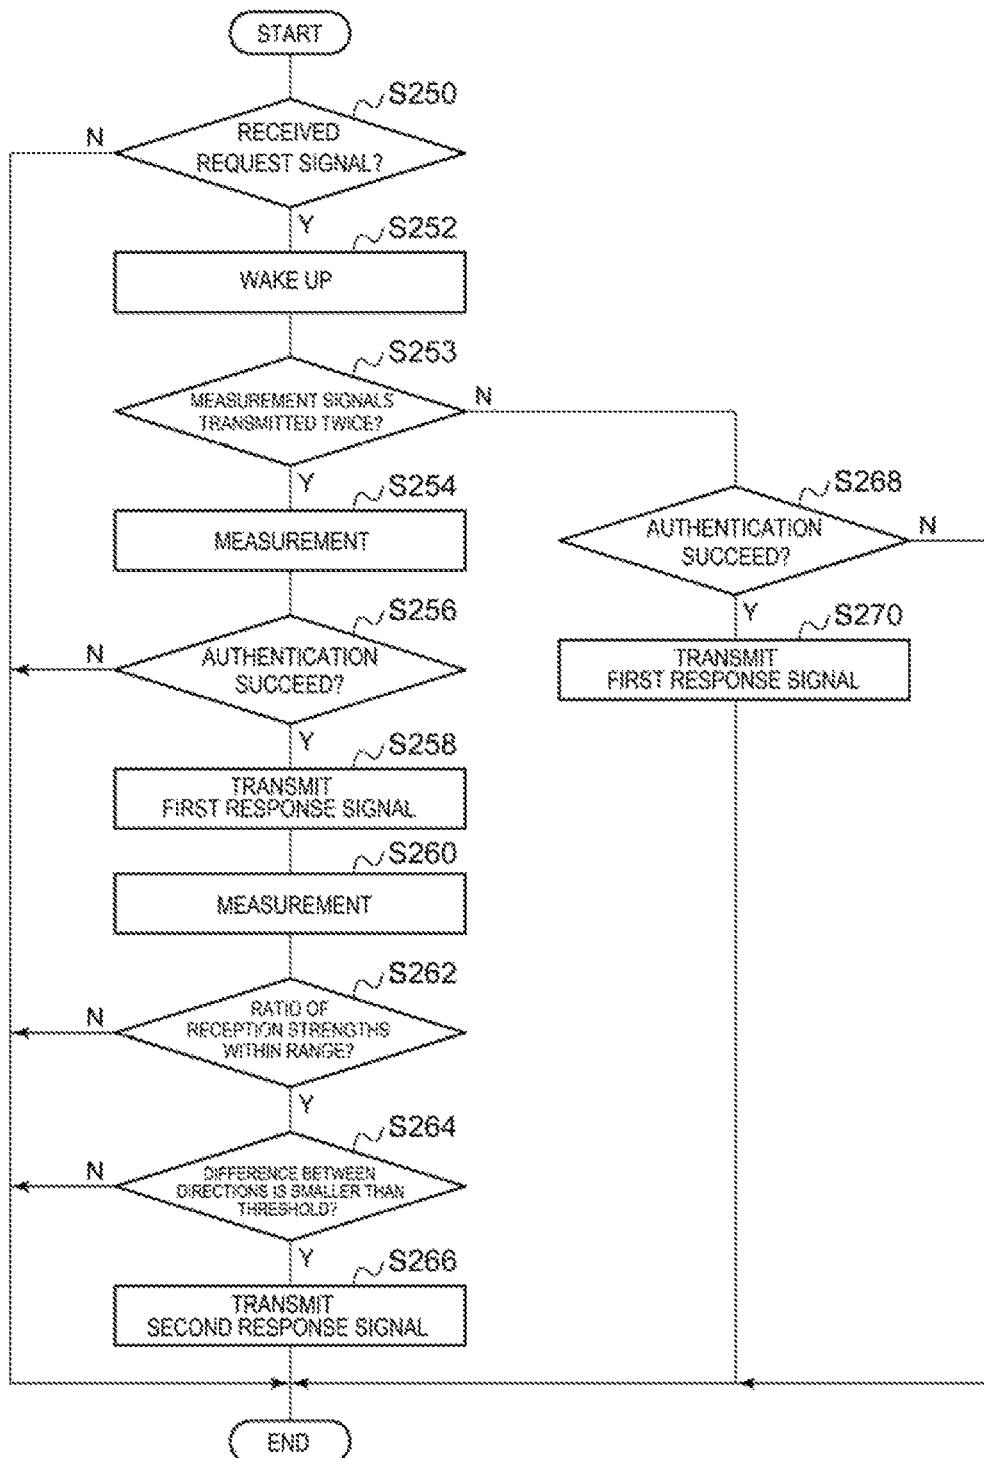 START
S250
N
RECEIVED
REQUEST SIGNAL?
Y
S252
WAKE UP
S253
MEASUREMENT SIGNALS
TRANSMITTED TWICE?
N
Y
S254
MEASUREMENT
S268
AUTHENTICATION
SUCCEED?
N
Y
S256
N
AUTHENTICATION
SUCCEED?
Y
S270
TRANSMIT
FIRST RESPONSE SIGNAL
S258
TRANSMIT
FIRST RESPONSE SIGNAL
S260
MEASUREMENT
S262
N
RATIO OF
RECEPTION STRENGTHS
WITHIN RANGE?
Y
S264
N
DIFFERENCE BETWEEN
DIRECTIONS IS SMALLER THAN
THRESHOLD?
Y
S266
TRANSMIT
SECOND RESPONSE SIGNAL
END